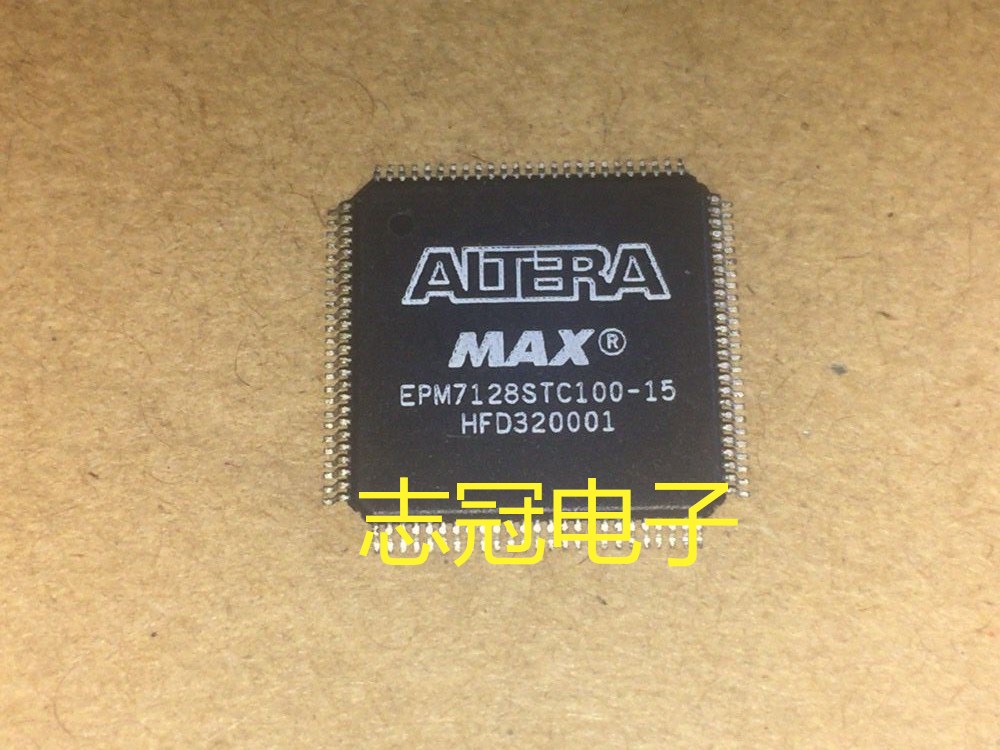 ALTERA
MAX®
EPM7128STC100-15
HFD320001
志冠电子